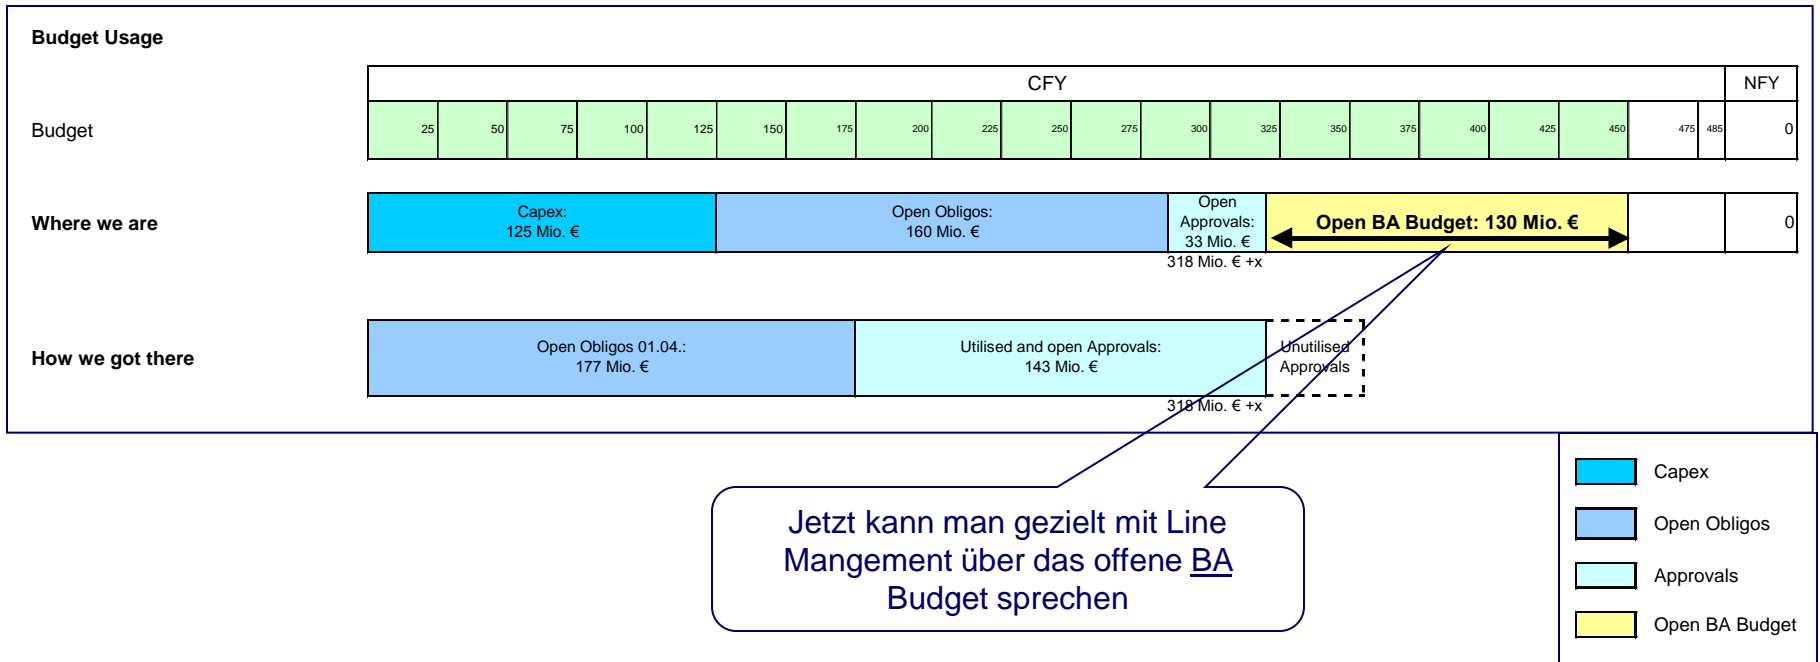 Budget Usage
CFY NFY
Budget 25 50 75 100 125 150 175 200 225 250 275 300 325 350 375 400 425 450 475 485 0
Where we are
Capex:
125 Mio. €
Open Obligos:
160 Mio. €
Open
Approvals:
33 Mio. €
Open BA Budget: 130 Mio. €
0
318 Mio. € +x
How we got there
Open Obligos 01.04.:
177 Mio. €
Utilised and open Approvals:
143 Mio. €
Unutilised
Approvals
318 Mio. € +x
Jetzt kann man gezielt mit Line
Mangement über das offene BA
Budget sprechen
Capex
Open Obligos
Approvals
Open BA Budget